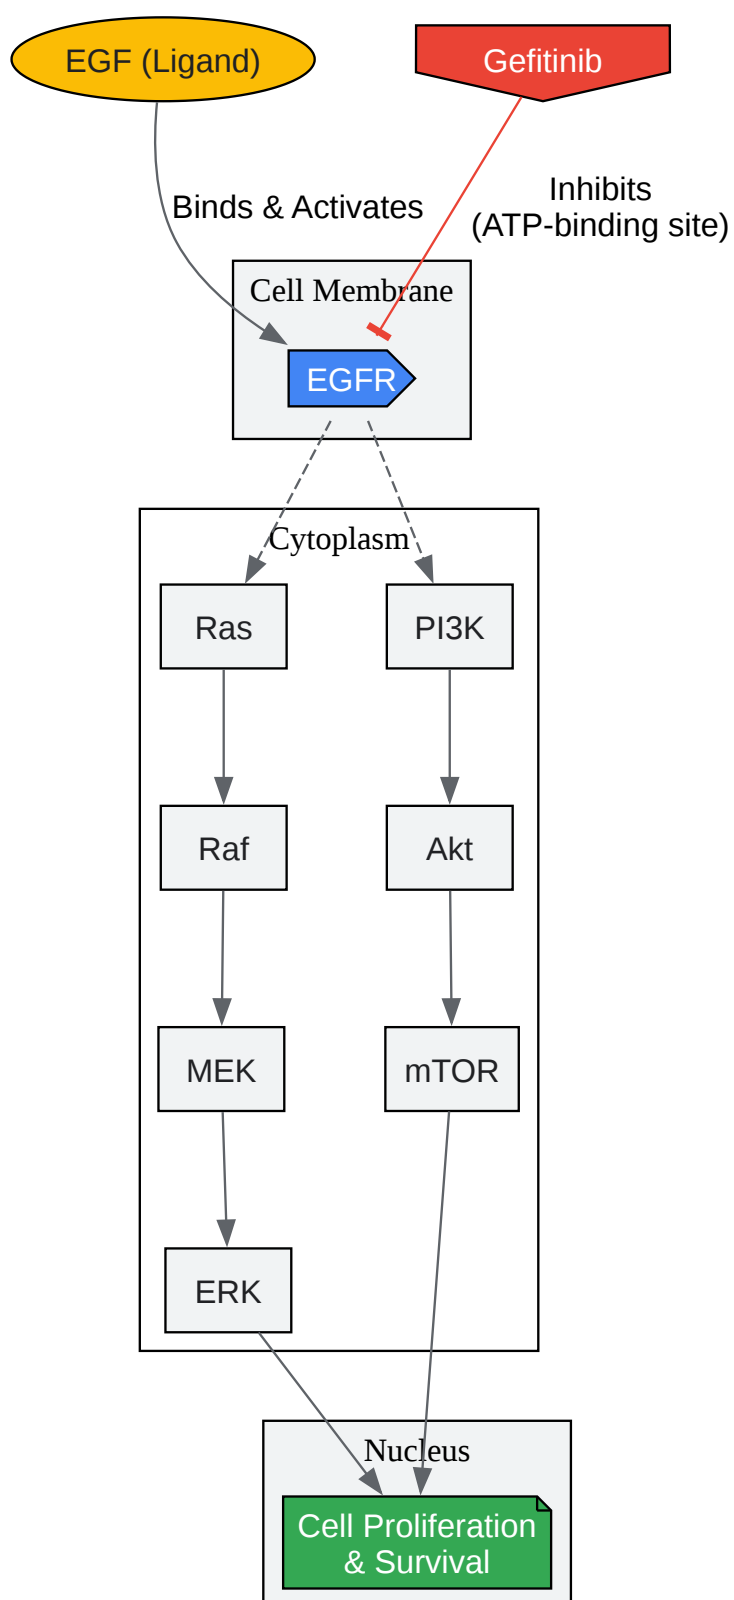 EGF (Ligand)
Gefitinib
Binds & Activates
Inhibits
(ATP-binding site)
Cell Membrane
EGFR
Cytoplasm
Ras
PI3K
Raf
Akt
MEK
mTOR
ERK
Nucleus
Cell Proliferation
& Survival